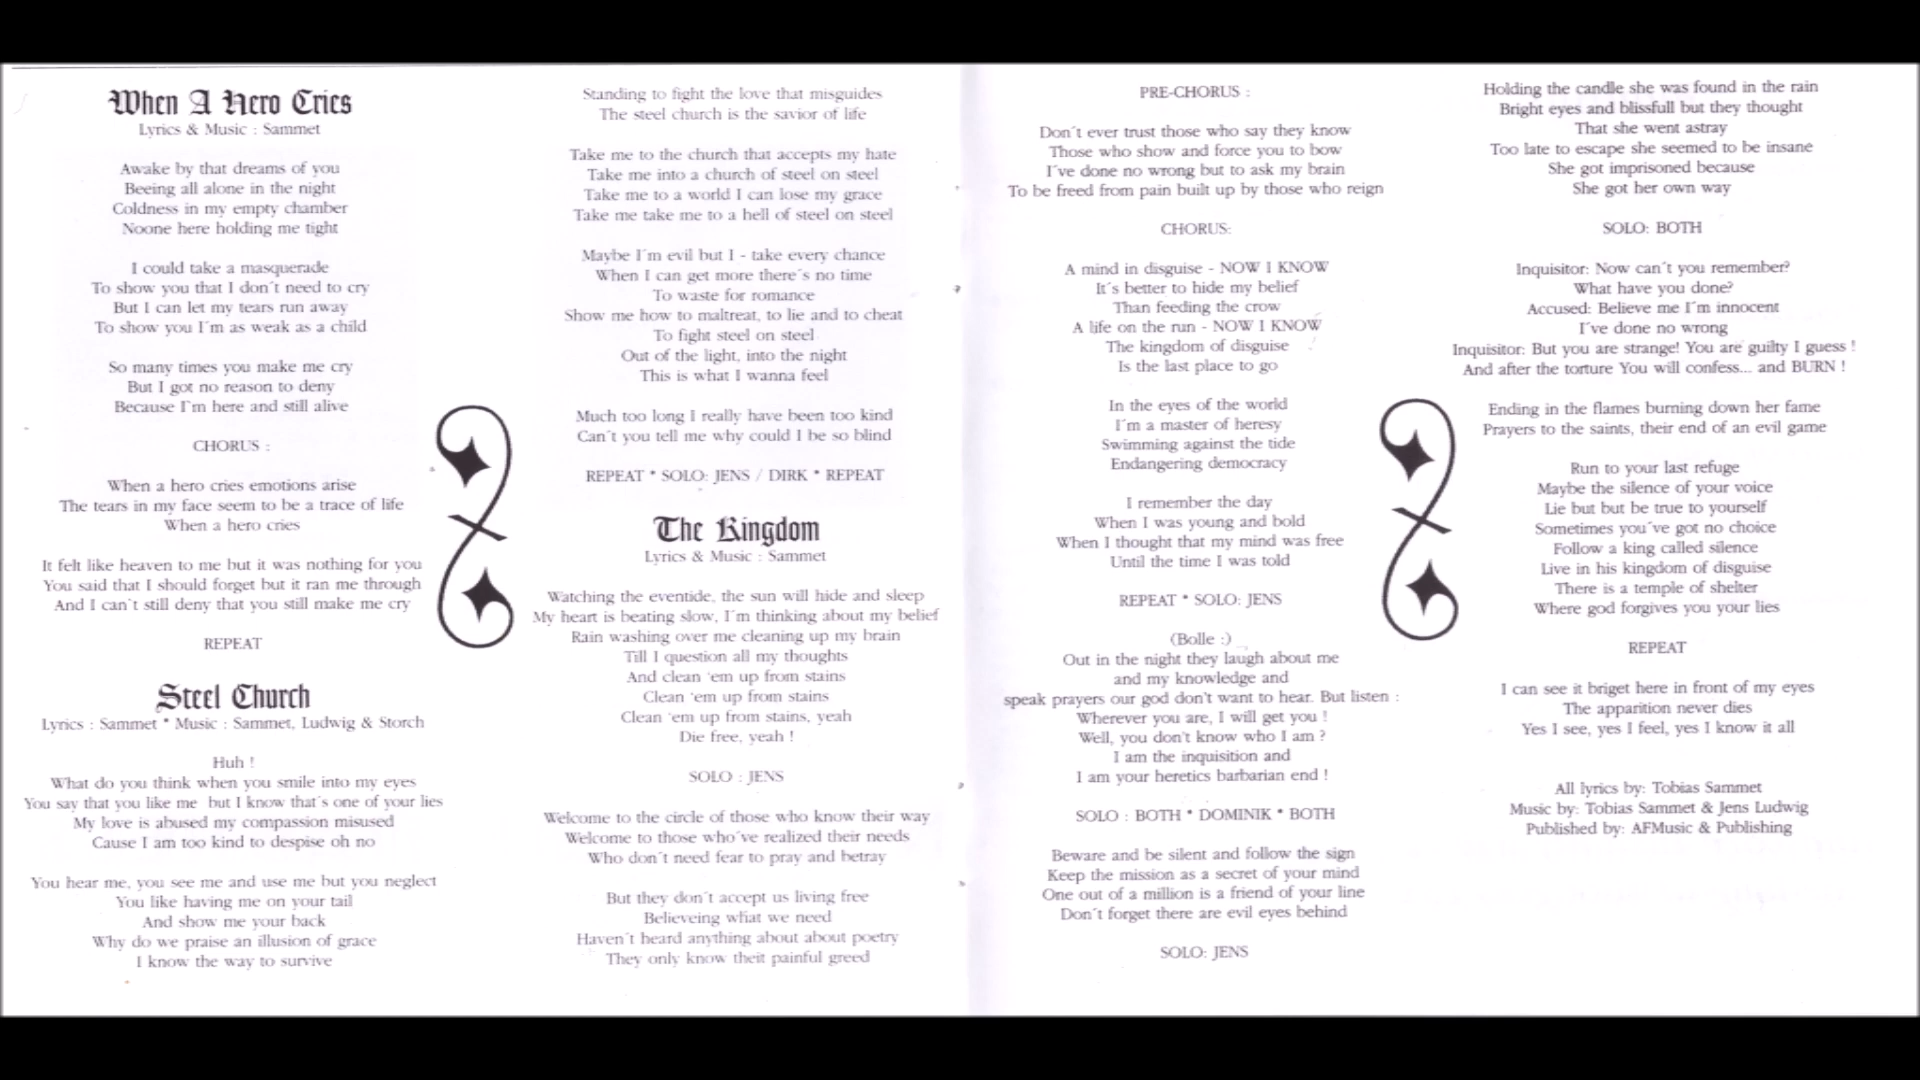 When A Hero Cries
Lyrics & Music : Sammet
Awake by that dreams of you
Beeing all alone in the night
Coldness in my empty chamber
Noone here holding me tight
I could take a masquerade
To show you that I don´t need to cry
But I can let my tears run away
To show you I´m as weak as a child
So many times you make me cry
But I got no reason to deny
Because I`m here and still alive
CHORUS :
When a hero cries emotions arise
The tears in my face seem to be a trace of life
When a hero cries
It felt like heaven to me but it was nothing for you
You said that I should forget but it ran me through
And I can´t still deny that you still make me cry
REPEAT
Steel Church
Lyrics : Sammet * Music : Sammet, Ludwig & Storch
Huh !
What do you think when you smile into my eyes
You say that you like me  but I know that´s one of your lies
My love is abused my compassion misused
Cause I am too kind to despise oh no
You hear me, you see me and use me but you neglect
You like having me on your tail
And show me your back
Why do we praise an illusion of grace
I know the way to survive
Standing to fight the love that misguides
The steel church is the savior of life
Take me to the church that accepts my hate
Take me into a church of steel on steel
Take me to a world I can lose my grace
Take me take me to a hell of steel on steel
Maybe I´m evil but I - take every chance
When I can get more there´s no time
To waste for romance
Show me how to maltreat, to lie and to cheat
To fight steel on steel
Out of the light, into the night
This is what I wanna feel
Much too long I really have been too kind
Can´t you tell me why could I be so blind
REPEAT * SOLO: JENS / DIRK * REPEAT
The Kingdom
Lyrics & Music : Sammet
Watching the eventide, the sun will hide and sleep
My heart is beating slow, I´m thinking about my belief
Rain washing over me cleaning up my brain
Till I question all my thoughts
And clean ´em up from stains
Clean ´em up from stains
Clean ´em up from stains, yeah
Die free, yeah !
SOLO : JENS
Welcome to the circle of those who know their way
Welcome to those who´ve realized their needs
Who don´t need fear to pray and betray
But they don´t accept us living free
Believeing what we need
Haven´t heard anything about about poetry
They only know theit painful greed
PRE-CHORUS :
Don´t ever trust those who say they know
Those who show and force you to bow
I´ve done no wrong but to ask my brain
To be freed from pain built up by those who reign
CHORUS:
A mind in disguise - NOW I KNOW
It´s better to hide my belief
Than feeding the crow
A life on the run - NOW I KNOW
The kingdom of disguise
Is the last place to go
In the eyes of the world
I´m a master of heresy
Swimming against the tide
Endangering democracy
I remember the day
When I was young and bold
When I thought that my mind was free
Until the time I was told
REPEAT * SOLO: JENS
(Bolle :)
Out in the night they laugh about me
and my knowledge and
speak prayers our god don't want to hear. But listen :
Wherever you are, I will get you !
Well, you don't know who I am ?
I am the inquisition and
I am your heretics barbarian end !
SOLO : BOTH * DOMINIK * BOTH
Beware and be silent and follow the sign
Keep the mission as a secret of your mind
One out of a million is a friend of your line
Don´t forget there are evil eyes behind
SOLO: JENS
Holding the candle she was found in the rain
Bright eyes and blissfull but they thought
That she went astray
Too late to escape she seemed to be insane
She got imprisoned because
She got her own way
SOLO: BOTH
Inquisitor: Now can´t you remember?
What have you done?
Accused: Believe me I´m innocent
I´ve done no wrong
Inquisitor: But you are strange! You are guilty I guess !
And after the torture You will confess... and BURN !
Ending in the flames burning down her fame
Prayers to the saints, their end of an evil game
Run to your last refuge
Maybe the silence of your voice
Lie but but be true to yourself
Sometimes you´ve got no choice
Follow a king called silence
Live in his kingdom of disguise
There is a temple of shelter
Where god forgives you your lies
REPEAT
I can see it briget here in front of my eyes
The apparition never dies
Yes I see, yes I feel, yes I know it all
All lyrics by: Tobias Sammet
Music by: Tobias Sammet & Jens Ludwig
Published by: AFMusic & Publishing